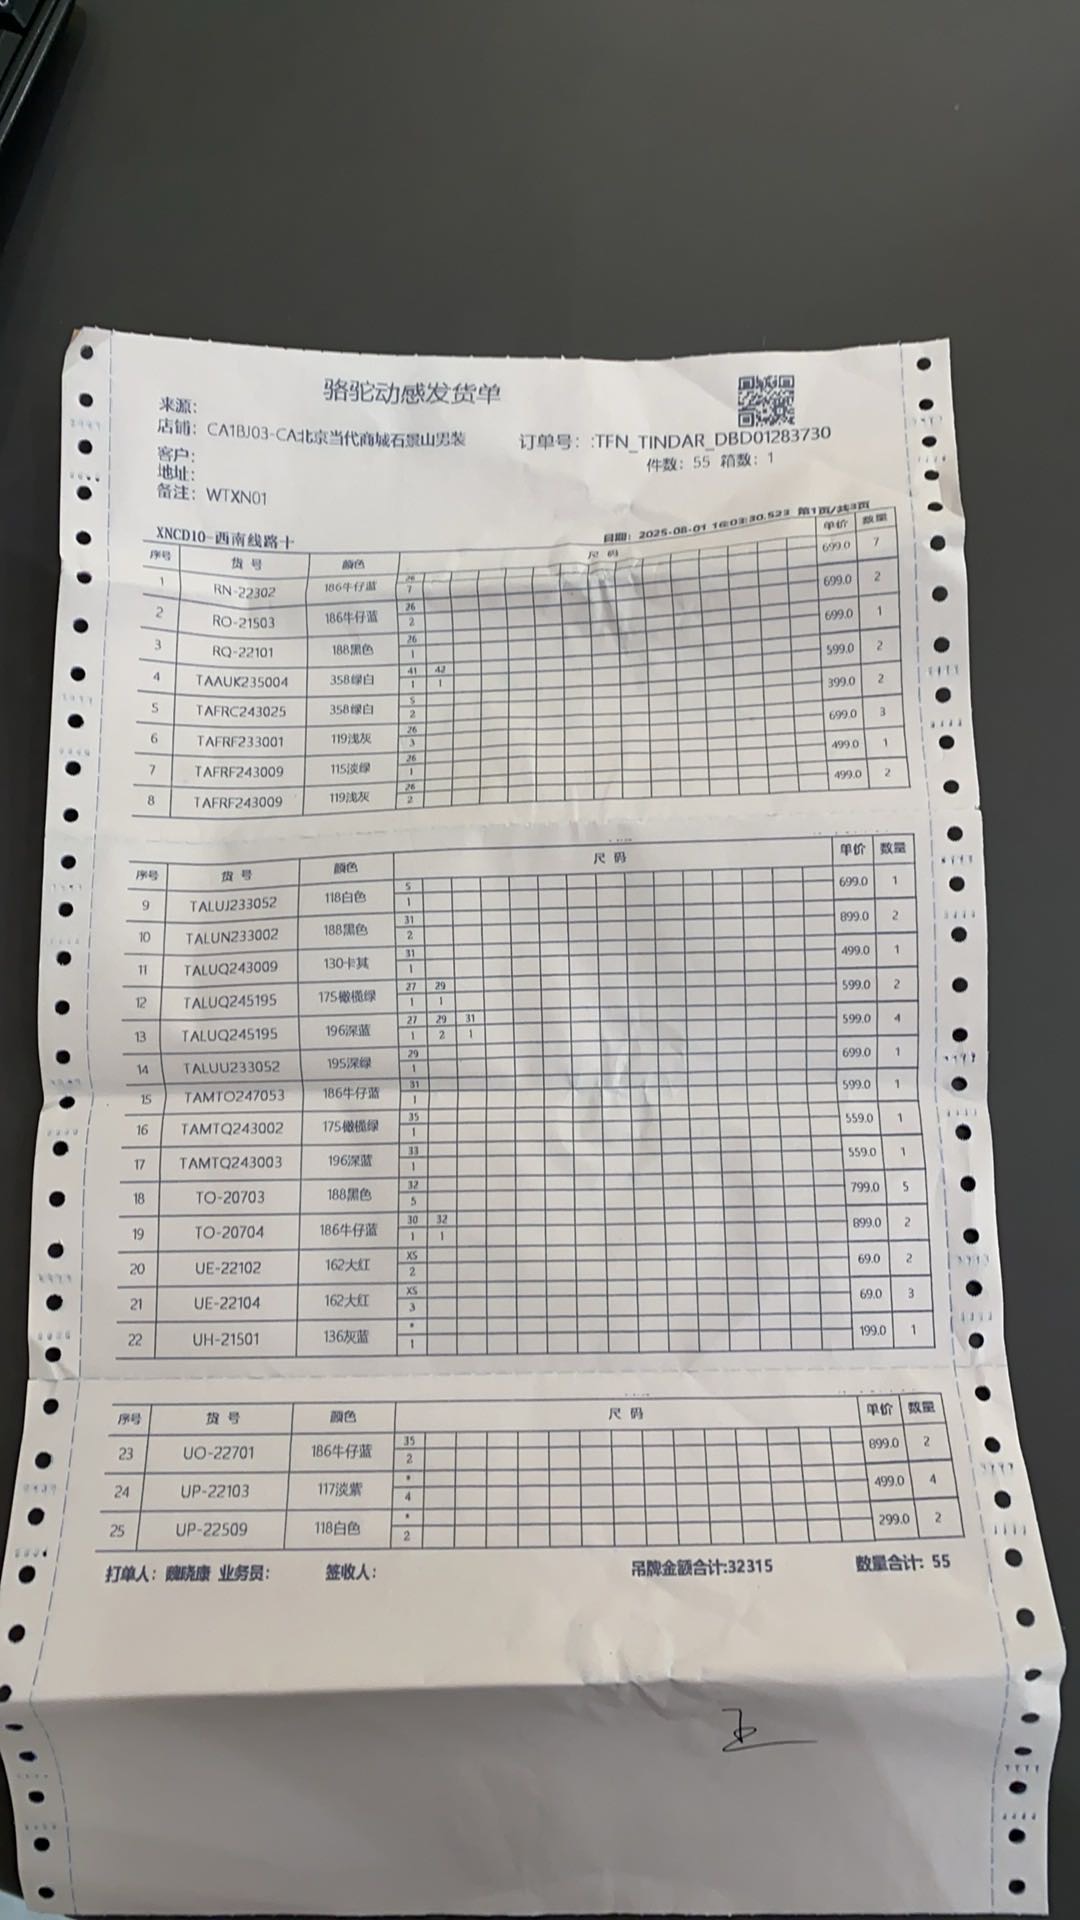 骆驼动感发货单
来源：
店铺： CA1BJ03-CA北京当代商城石景山男装 订单号：:TFN_TINDAR_DBD01283730
客户： 件数：55 箱数：1
地址：
备注：WTXN01
XNCD10-西南线路十 日期：2025-08-01 16:03:30.523 第1页/共3页
序号 货 号 颜色 尺 码 单价 数量
1 RN-22302 186牛仔蓝 26 7 699.0 7
2 RO-21503 186牛仔蓝 26 2 699.0 2
3 RQ-22101 188黑色 26 1 699.0 1
4 TAAUK235004 358绿白 41 42 1 1 599.0 2
5 TAFRC243025 358绿白 S 2 399.0 2
6 TAFRF233001 119浅灰 26 3 699.0 3
7 TAFRF243009 115淡绿 26 1 499.0 1
8 TAFRF243009 119浅灰 26 2 499.0 2
序号 货 号 颜色 尺 码 单价 数量
9 TALUJ233052 118白色 S 1 699.0 1
10 TALUN233002 188黑色 31 2 899.0 2
11 TALUQ243009 130卡其 31 1 499.0 1
12 TALUQ245195 175橄榄绿 27 29 1 1 599.0 2
13 TALUQ245195 196深蓝 27 29 31 1 2 1 599.0 4
14 TALUU233052 195深绿 29 1 699.0 1
15 TAMTO247053 186牛仔蓝 31 1 599.0 1
16 TAMTQ243002 175橄榄绿 35 1 559.0 1
17 TAMTQ243003 196深蓝 33 1 559.0 1
18 TO-20703 188黑色 32 5 799.0 5
19 TO-20704 186牛仔蓝 30 32 1 1 899.0 2
20 UE-22102 162大红 XS 2 69.0 2
21 UE-22104 162大红 XS 3 69.0 3
22 UH-21501 136灰蓝 * 1 199.0 1
序号 货 号 颜色 尺 码 单价 数量
23 UO-22701 186牛仔蓝 35 2 899.0 2
24 UP-22103 117淡紫 * 4 499.0 4
25 UP-22509 118白色 * 2 299.0 2
打单人：魏晓康 业务员： 签收人： 吊牌金额合计:32315 数量合计：55